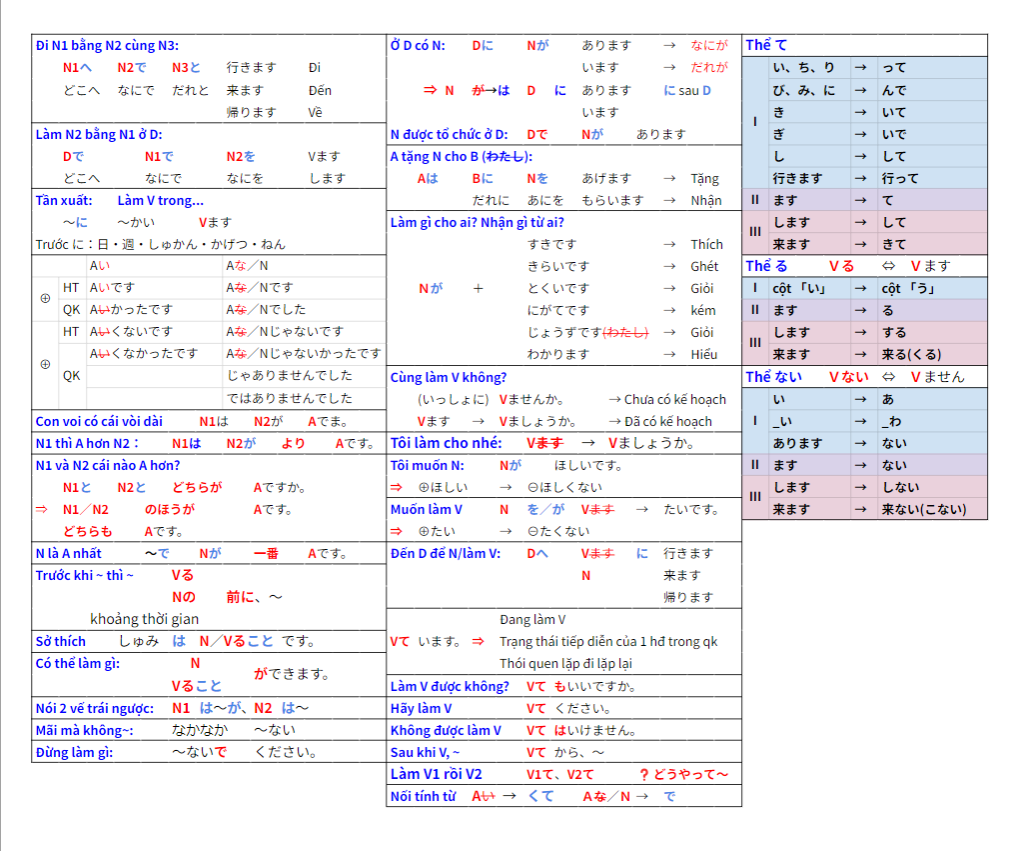 Đi N1 bằng N2 cùng N3:
N1へ N2で N3と 行きます Đi
どこへ なにで だれと 来ます Đến
帰ります Về
Làm N2 bằng N1 ở D:
Dで N1で N2を Vます
どこへ なにで なにを します
Tần xuất: Làm V trong...
～に ～かい Vます
Trước に：日・週・しゅかん・かげつ・ねん
Aい Aな／N
⊕ HT Aいです Aな／Nです
QK Aいかったです Aな／Nでした
⊕ HT Aいくないです Aな／Nじゃないです
QK Aいくなかったです Aな／Nじゃないかったです
じゃありませんでした
ではありませんでした
Con voi có cái vòi dài N1は N2が Aでま。
N1 thì A hơn N2： N1は N2が より Aです。
N1 và N2 cái nào A hơn?
N1と N2と どちらが Aですか。
⇒ N1／N2 のほうが Aです。
どちらも Aです。
N là A nhất ～で Nが 一番 Aです。
Trước khi ~ thì ~ Vる
Nの 前に、～
khoảng thời gian
Sở thích しゅみ は N／Vること です。
Có thể làm gì: N
Vること ができます。
Nói 2 vế trái ngược: N1 は～が、N2 は～
Mãi mà không~: なかなか ～ない
Đừng làm gì: ～ないで ください。
Ở D có N: Dに Nが あります → なにが
います → だれが
⇒ N が→は D に あります に sau D
います
N được tổ chức ở D: Dで Nが あります
A tặng N cho B (わたし):
Aは Bに Nを あげます → Tặng
だれに あにを もらいます → Nhận
Làm gì cho ai? Nhận gì từ ai?
すきです → Thích
きらいです → Ghét
Nが + とくいです → Giỏi
にがてです → kém
じょうずです(わたし) → Giỏi
わかります → Hiểu
Cùng làm V không?
(いっしょに) Vませんか。 → Chưa có kế hoạch
Vます → Vましょうか。 → Đã có kế hoạch
Tôi làm cho nhé: Vます → Vましょうか。
Tôi muốn N: Nが ほしいです。
⇒ ⊕ほしい → ⊖ほしくない
Muốn làm V N を／が Vます → たいです。
⇒ ⊕たい → ⊖たくない
Đến D để N/làm V: Dへ Vます に 行きます
N 来ます
帰ります
Đang làm V
Vて います。 ⇒ Trạng thái tiếp diễn của 1 hđ trong qk
Thói quen lặp đi lặp lại
Làm V được không? Vて もいいですか。
Hãy làm V Vて ください。
Không được làm V Vて はいけません。
Sau khi V, ~ Vて から、～
Làm V1 rồi V2 V1て、V2て ？どうやって～
Nối tính từ Aい → くて Aな／N → で
Thể て
I い、ち、り → って
び、み、に → んで
き → いて
ぎ → いで
し → して
行きます → 行って
II ます → て
III します → して
来ます → きて
Thể る Vる ⇔ Vます
I cột「い」 → cột「う」
II ます → る
III します → する
来ます → 来る(くる)
Thể ない Vない ⇔ Vません
I い → あ
_い → _わ
あります → ない
II ます → ない
III します → しない
来ます → 来ない(こない)